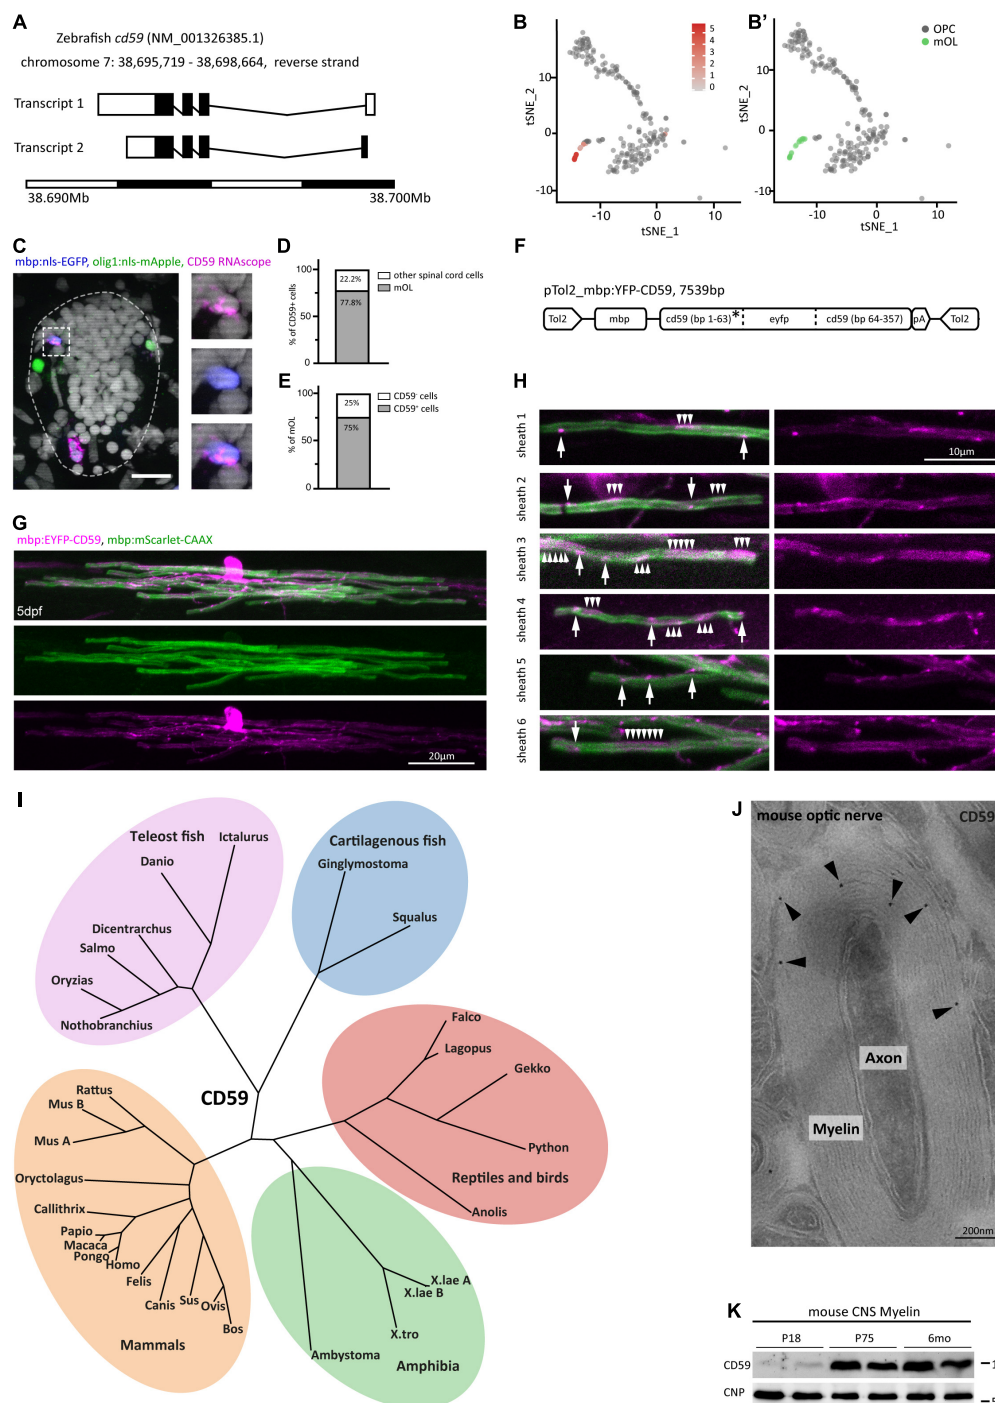 A
Zebrafish cd59 (NM_001326385.1)
chromosome 7: 38,695,719 - 38,698,664, reverse strand
Transcript 1
Transcript 2
38.690Mb
38.700Mb
B
tSNE_2
10
0
-10
-10
0
10
tSNE_1
5
4
3
2
1
0
B'
OPC
mOL
tSNE_2
10
0
-10
-10
0
10
tSNE_1
C
mbp:nls-EGFP, olig1:nls-mApple, CD59 RNAscope
D
% of CD59+ cells
100
50
0
22.2%
77.8%
other spinal cord cells
mOL
E
% of mOL
100
50
0
25%
75%
CD59- cells
CD59+ cells
F
pTol2_mbp:YFP-CD59, 7539bp
Tol2
mbp
cd59 (bp 1-63)*
eyfp
cd59 (bp 64-357)
pA
Tol2
G
mbp:EYFP-CD59, mbp:mScarlet-CAAX
5dpf
20µm
H
sheath 1
10µm
sheath 2
sheath 3
sheath 4
sheath 5
sheath 6
I
Teleost fish
Ictalurus
Danio
Dicentrarchus
Salmo
Oryzias
Nothobranchius
Cartilagenous fish
Ginglymostoma
Squalus
Falco
Lagopus
Gekko
Python
Reptiles and birds
Anolis
CD59
Rattus
Mus B
Mus A
Oryctolagus
Callithrix
Papio
Macaca
Pongo
Homo
Felis
Canis
Sus
Ovis
Bos
Mammals
X.lae A
X.lae B
X.tro
Ambystoma
Amphibia
J
mouse optic nerve
CD59
Axon
Myelin
200nm
K
mouse CNS Myelin
P18
P75
6mo
CD59
CNP